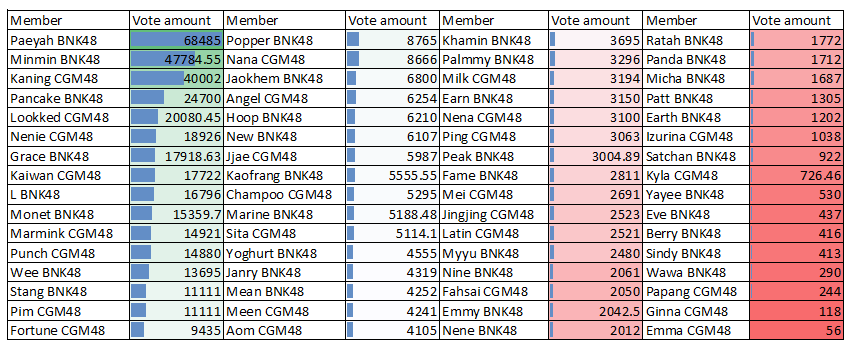 Member Vote amount Member Vote amount Member Vote amount Member Vote amount
Paeyah BNK48 68485 Popper BNK48 8765 Khamin BNK48 3695 Ratah BNK48 1772
Minmin BNK48 47784.55 Nana CGM48 8666 Palmmy BNK48 3296 Panda BNK48 1712
Kaning CGM48 40002 Jaokhem BNK48 6800 Milk CGM48 3194 Micha BNK48 1687
Pancake BNK48 24700 Angel CGM48 6254 Earn BNK48 3150 Patt BNK48 1305
Lookked CGM48 20080.45 Hoop BNK48 6210 Nena CGM48 3100 Earth BNK48 1202
Nenie CGM48 18926 New BNK48 6107 Ping CGM48 3063 Izurina CGM48 1038
Grace BNK48 17918.63 Jjae CGM48 5987 Peak BNK48 3004.89 Satchan BNK48 922
Kaiwan CGM48 17722 Kaofrang BNK48 5555.55 Fame BNK48 2811 Kyla CGM48 726.46
L BNK48 16796 Champoo CGM48 5295 Mei CGM48 2691 Yayee BNK48 530
Monet BNK48 15359.7 Marine BNK48 5188.48 Jingjing CGM48 2523 Eve BNK48 437
Marmink CGM48 14921 Sita CGM48 5114.1 Latin CGM48 2521 Berry BNK48 416
Punch CGM48 14880 Yoghurt BNK48 4555 Myyu BNK48 2480 Sindy BNK48 413
Wee BNK48 13695 Janry BNK48 4319 Nine BNK48 2061 Wawa BNK48 290
Stang BNK48 11111 Mean BNK48 4252 Fahsai CGM48 2050 Papang CGM48 244
Pim CGM48 11111 Meen CGM48 4241 Emmy BNK48 2042.5 Ginna CGM48 118
Fortune CGM48 9435 Aom CGM48 4105 Nene BNK48 2012 Emma CGM48 56